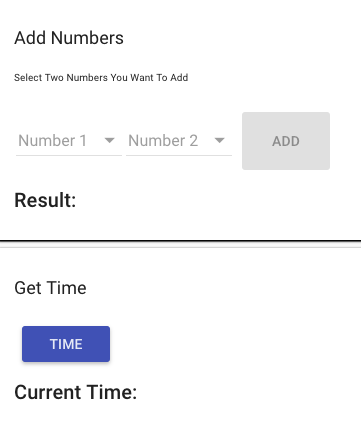 Add Numbers
Select Two Numbers You Want To Add
Number 1 Number 2 ADD
Result:
Get Time
TIME
Current Time: